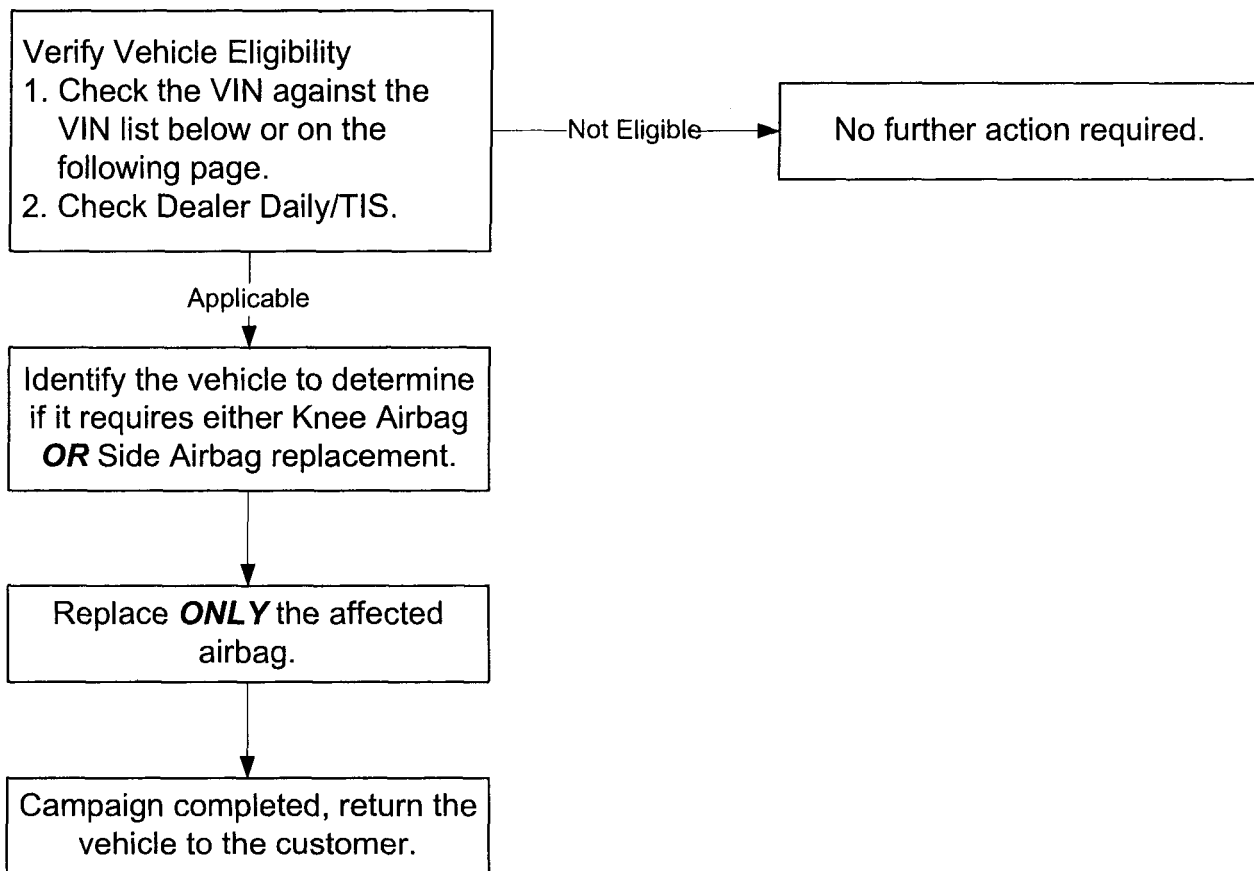 Verify Vehicle Eligibility
1. Check the VIN against the
VIN list below or on the
following page.
2. Check Dealer Daily/TIS.
Not Eligible
No further action required.
Applicable
Identify the vehicle to determine
if it requires either Knee Airbag
OR Side Airbag replacement.
Replace ONLY the affected
airbag.
Campaign completed, return the
vehicle to the customer.